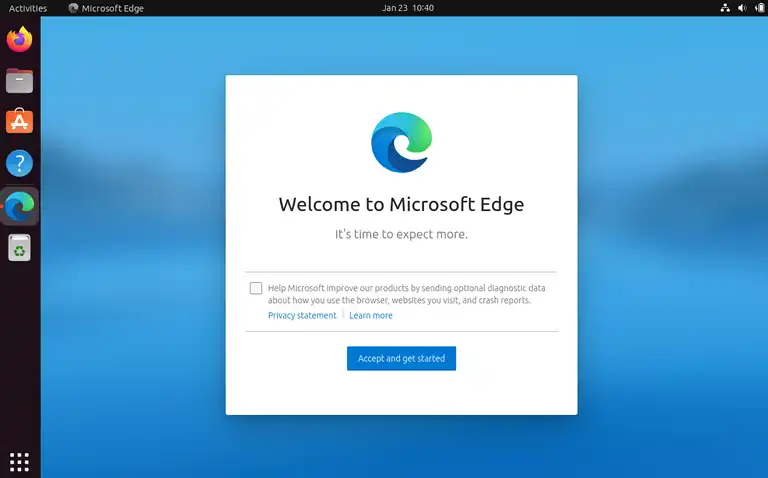 Activities Microsoft Edge Jan 23 10:40
Welcome to Microsoft Edge
It's time to expect more.
Help Microsoft improve our products by sending optional diagnostic data
about how you use the browser, websites you visit, and crash reports.
Privacy statement | Learn more
Accept and get started